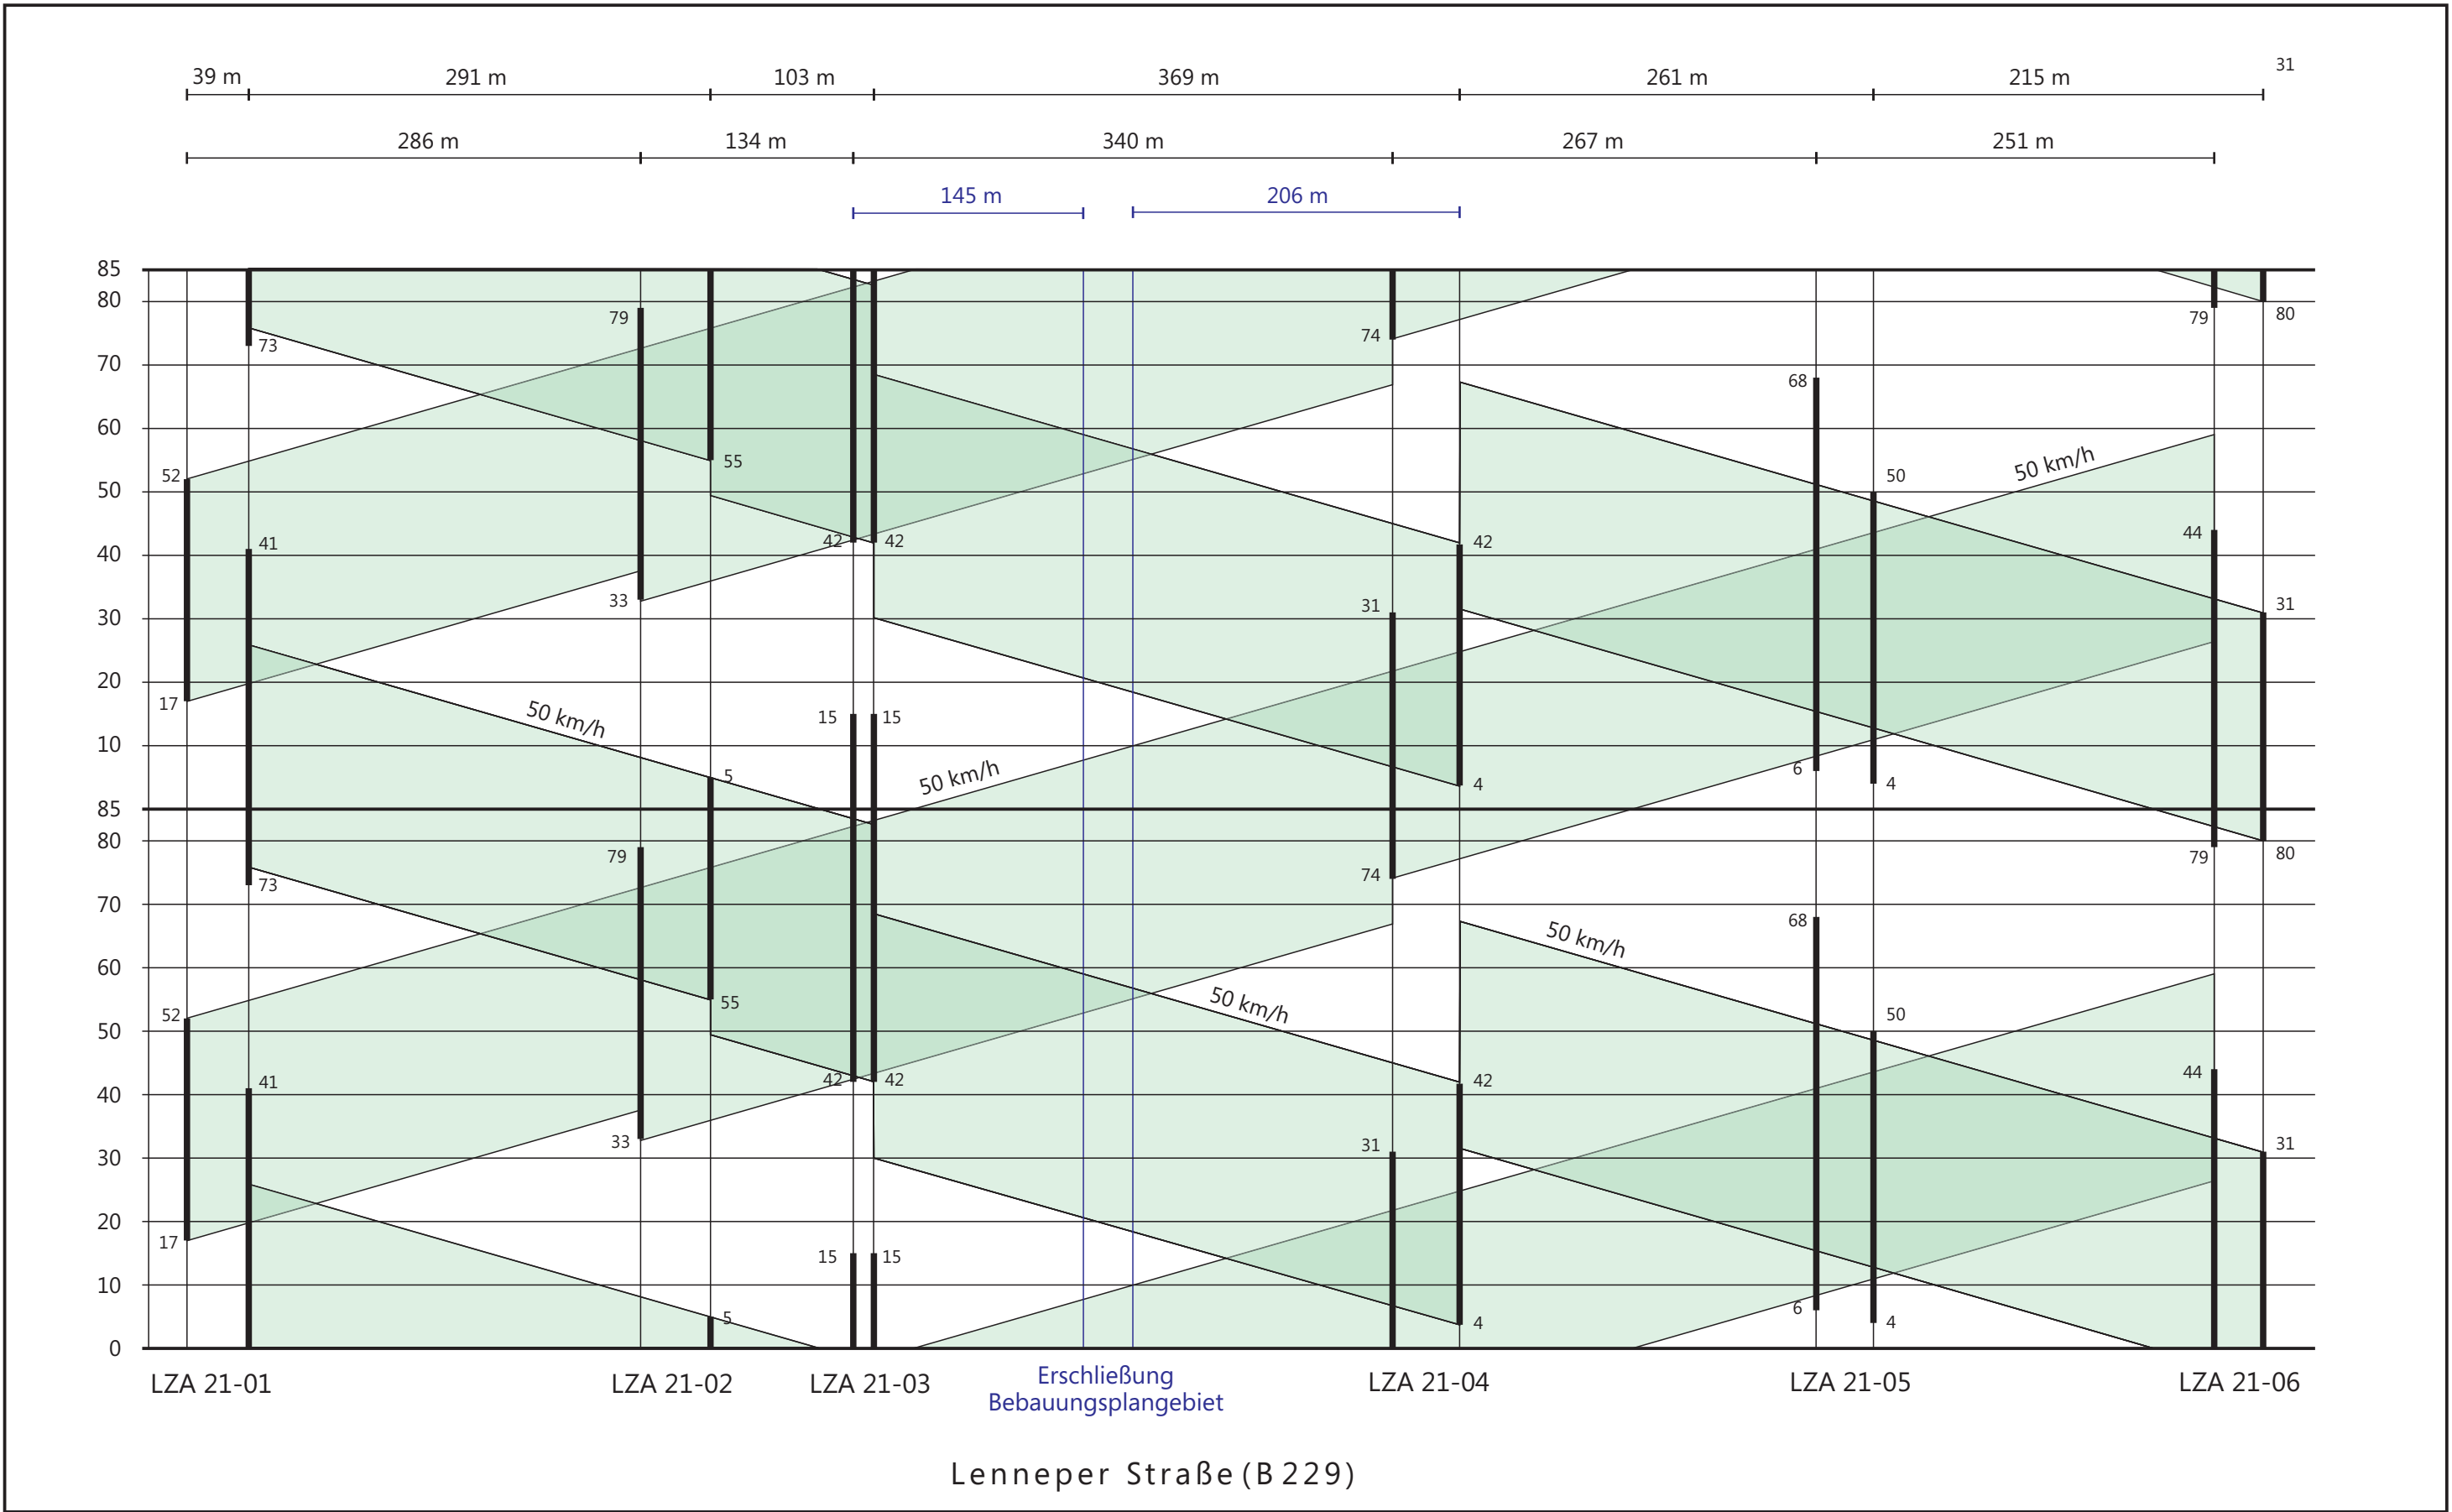 39 m 291 m 103 m 369 m 261 m 215 m 31
286 m 134 m 340 m 267 m 251 m
145 m 206 m
85
80 79 74 79 80
73
70 68
60
55
52 50 50 km/h
50
44
41 42 42 42
40
33 31 31
30
20
17 50 km/h 15 15
10
5 50 km/h 6 4 4
85
80 79 74 79 80
73
70 68
50 km/h
60
55 50 km/h
52 50
50
44
41 42 42 42
40
33 31 31
30
20
17 15 15
10
5 6 4 4
0
LZA 21-01 LZA 21-02 LZA 21-03 Erschließung LZA 21-04 LZA 21-05 LZA 21-06
Bebauungsplangebiet
Lenneper Straße (B 229)